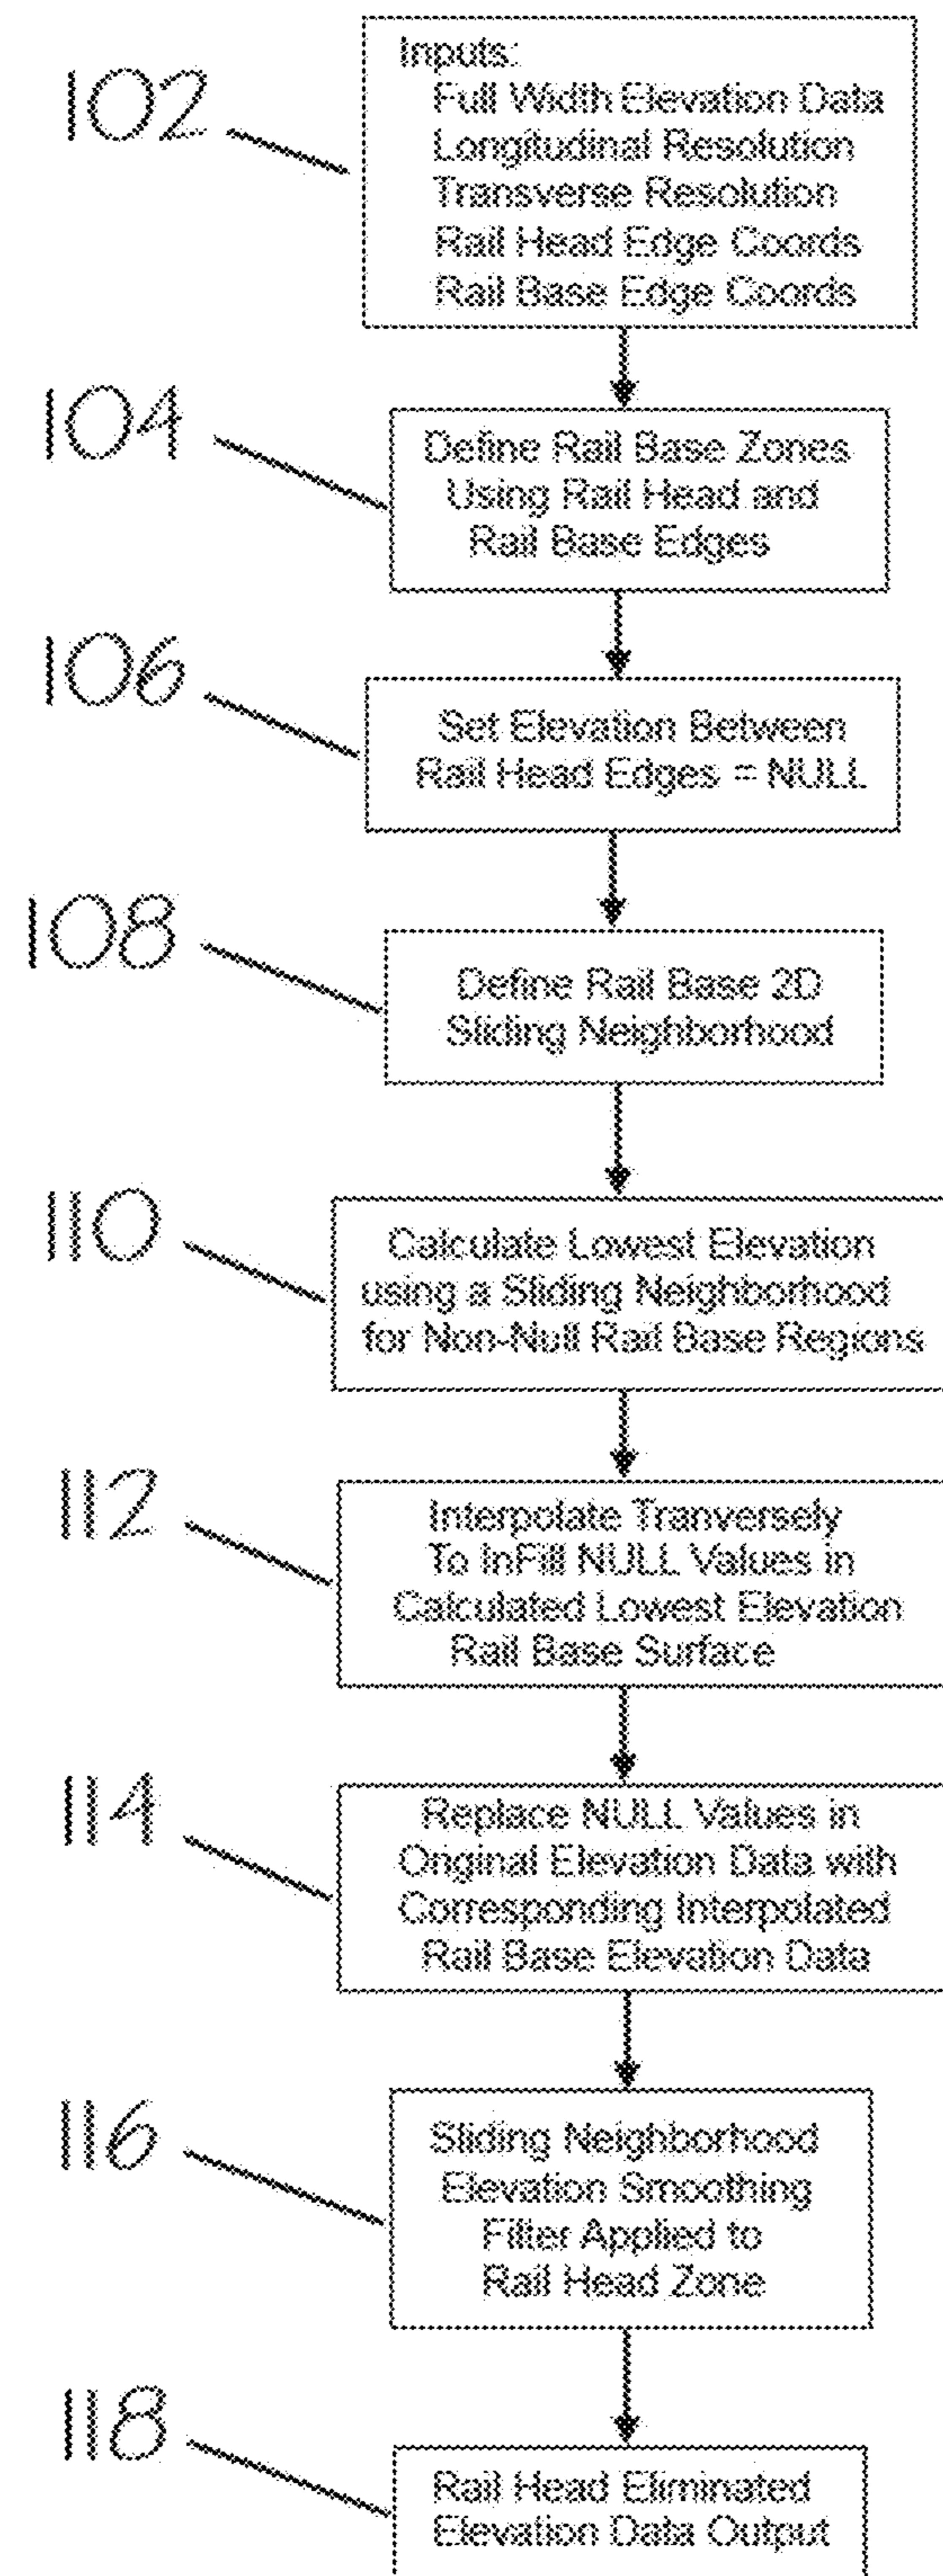 102
Inputs:
Full Width Elevation Data
Longitudinal Resolution
Transverse Resolution
Rail Head Edge Coords
Rail Base Edge Coords
104
Define Rail Base Zones
Using Rail Head and
Rail Base Edges
106
Set Elevation Between
Rail Head Edges = NULL
108
Define Rail Base 2D
Sliding Neighborhood
110
Calculate Lowest Elevation
using a Sliding Neighborhood
for Non-Null Rail Base Regions
112
Interpolate Tranversely
To InFill NULL Values in
Calculated Lowest Elevation
Rail Base Surface
114
Replace NULL Values in
Original Elevation Data with
Corresponding Interpolated
Rail Base Elevation Data
116
Sliding Neighborhood
Elevation Smoothing
Filter Applied to
Rail Head Zone
118
Rail Head Eliminated
Elevation Data Output